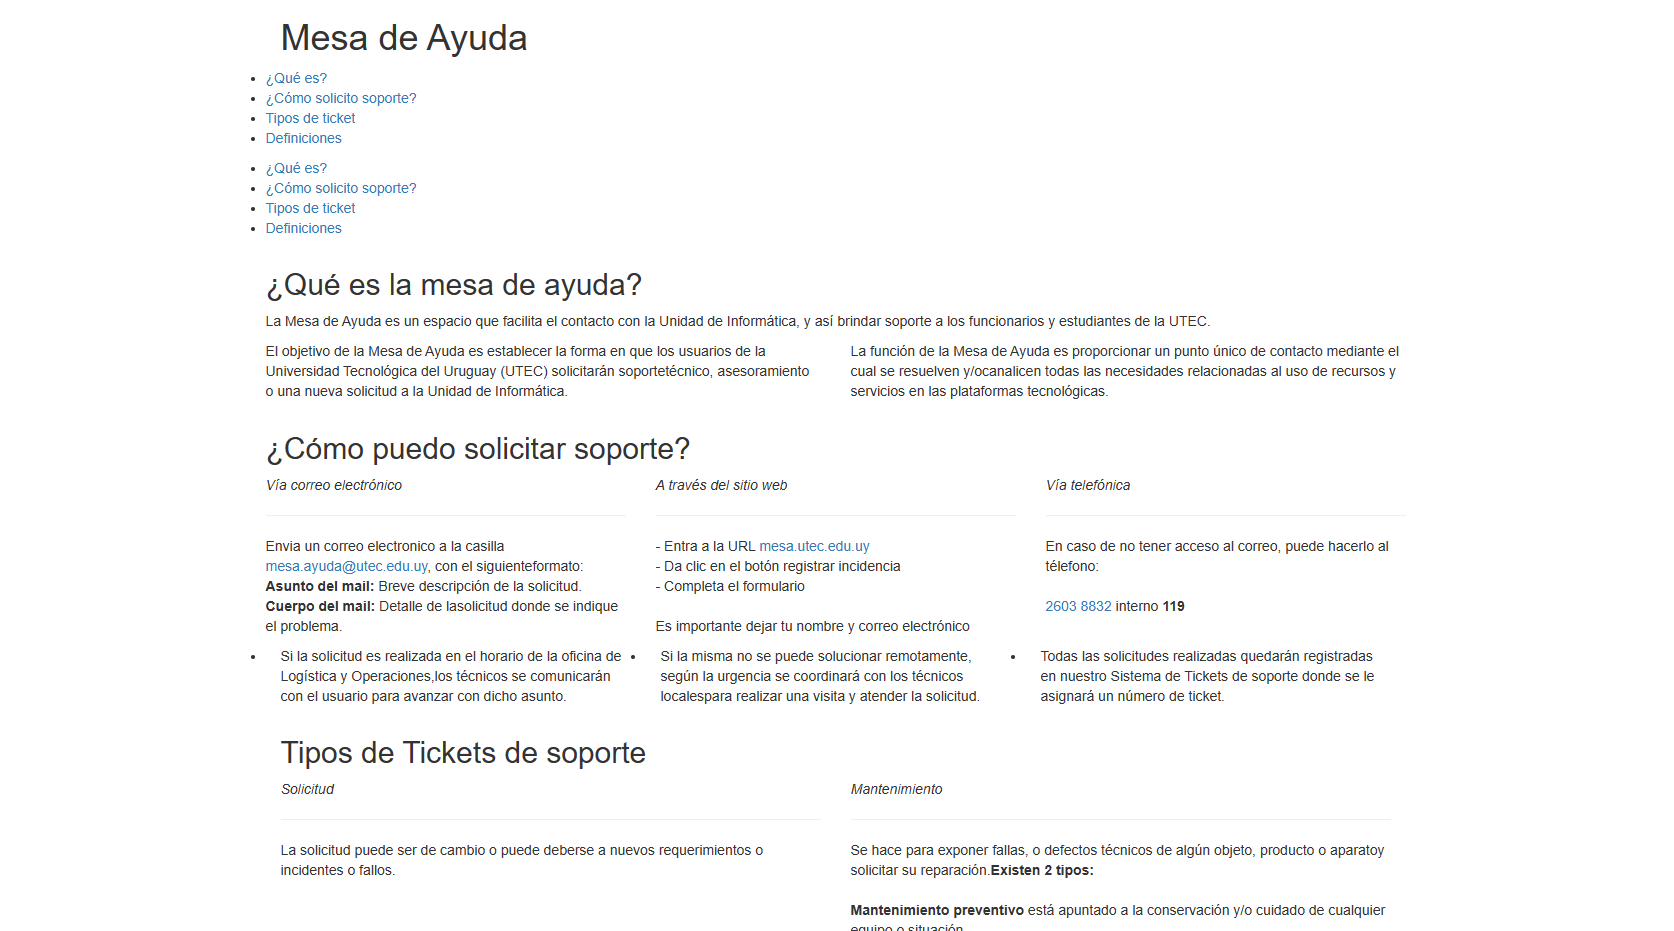 Mesa de Ayuda
¿Qué es?
¿Cómo solicito soporte?
Tipos de ticket
Definiciones
¿Qué es?
¿Cómo solicito soporte?
Tipos de ticket
Definiciones
¿Qué es la mesa de ayuda?
La Mesa de Ayuda es un espacio que facilita el contacto con la Unidad de Informática, y así brindar soporte a los funcionarios y estudiantes de la UTEC.
El objetivo de la Mesa de Ayuda es establecer la forma en que los usuarios de la
Universidad Tecnológica del Uruguay (UTEC) solicitarán soportetécnico, asesoramiento
o una nueva solicitud a la Unidad de Informática.
La función de la Mesa de Ayuda es proporcionar un punto único de contacto mediante el
cual se resuelven y/ocanalicen todas las necesidades relacionadas al uso de recursos y
servicios en las plataformas tecnológicas.
¿Cómo puedo solicitar soporte?
Vía correo electrónico
Envia un correo electronico a la casilla
mesa.ayuda@utec.edu.uy, con el siguienteformato:
Asunto del mail: Breve descripción de la solicitud.
Cuerpo del mail: Detalle de lasolicitud donde se indique
el problema.
A través del sitio web
- Entra a la URL mesa.utec.edu.uy
- Da clic en el botón registrar incidencia
- Completa el formulario
Es importante dejar tu nombre y correo electrónico
Vía telefónica
En caso de no tener acceso al correo, puede hacerlo al
télefono:
2603 8832 interno 119
Si la solicitud es realizada en el horario de la oficina de
Logística y Operaciones,los técnicos se comunicarán
con el usuario para avanzar con dicho asunto.
Si la misma no se puede solucionar remotamente,
según la urgencia se coordinará con los técnicos
localespara realizar una visita y atender la solicitud.
Todas las solicitudes realizadas quedarán registradas
en nuestro Sistema de Tickets de soporte donde se le
asignará un número de ticket.
Tipos de Tickets de soporte
Solicitud
La solicitud puede ser de cambio o puede deberse a nuevos requerimientos o
incidentes o fallos.
Mantenimiento
Se hace para exponer fallas, o defectos técnicos de algún objeto, producto o aparatoy
solicitar su reparación.Existen 2 tipos:
Mantenimiento preventivo está apuntado a la conservación y/o cuidado de cualquier
equipo o situación